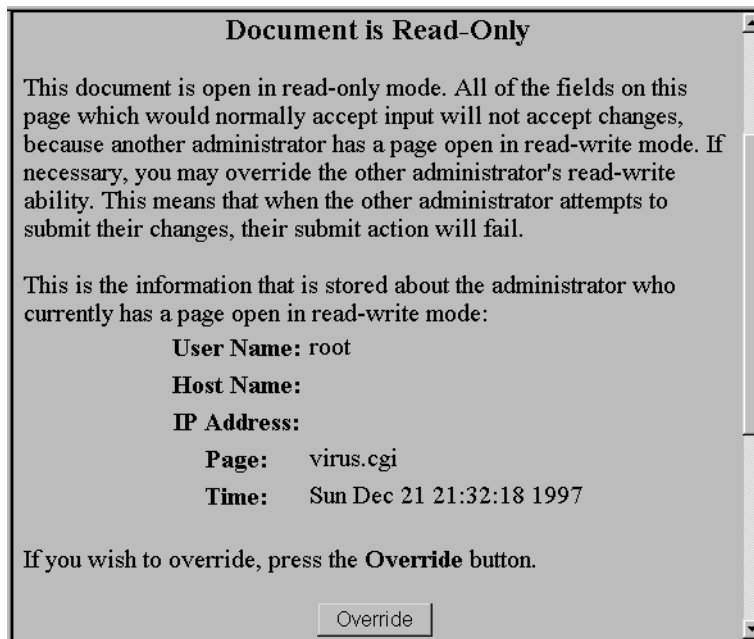 Document is Read-Only
This document is open in read-only mode. All of the fields on this
page which would normally accept input will not accept changes,
because another administrator has a page open in read-write mode. If
necessary, you may override the other administrator's read-write
ability. This means that when the other administrator attempts to
submit their changes, their submit action will fail.
This is the information that is stored about the administrator who
currently has a page open in read-write mode:
User Name: root
Host Name:
IP Address:
Page: virus.cgi
Time: Sun Dec 21 21:32:18 1997
If you wish to override, press the Override button.
Override